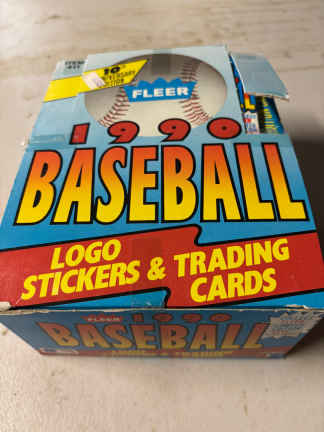 10th
ANNIVERSARY
EDITION
FLEER
1990
BASEBALL
LOGO
STICKERS & TRADING
CARDS
FLEER 1990
BASEBALL